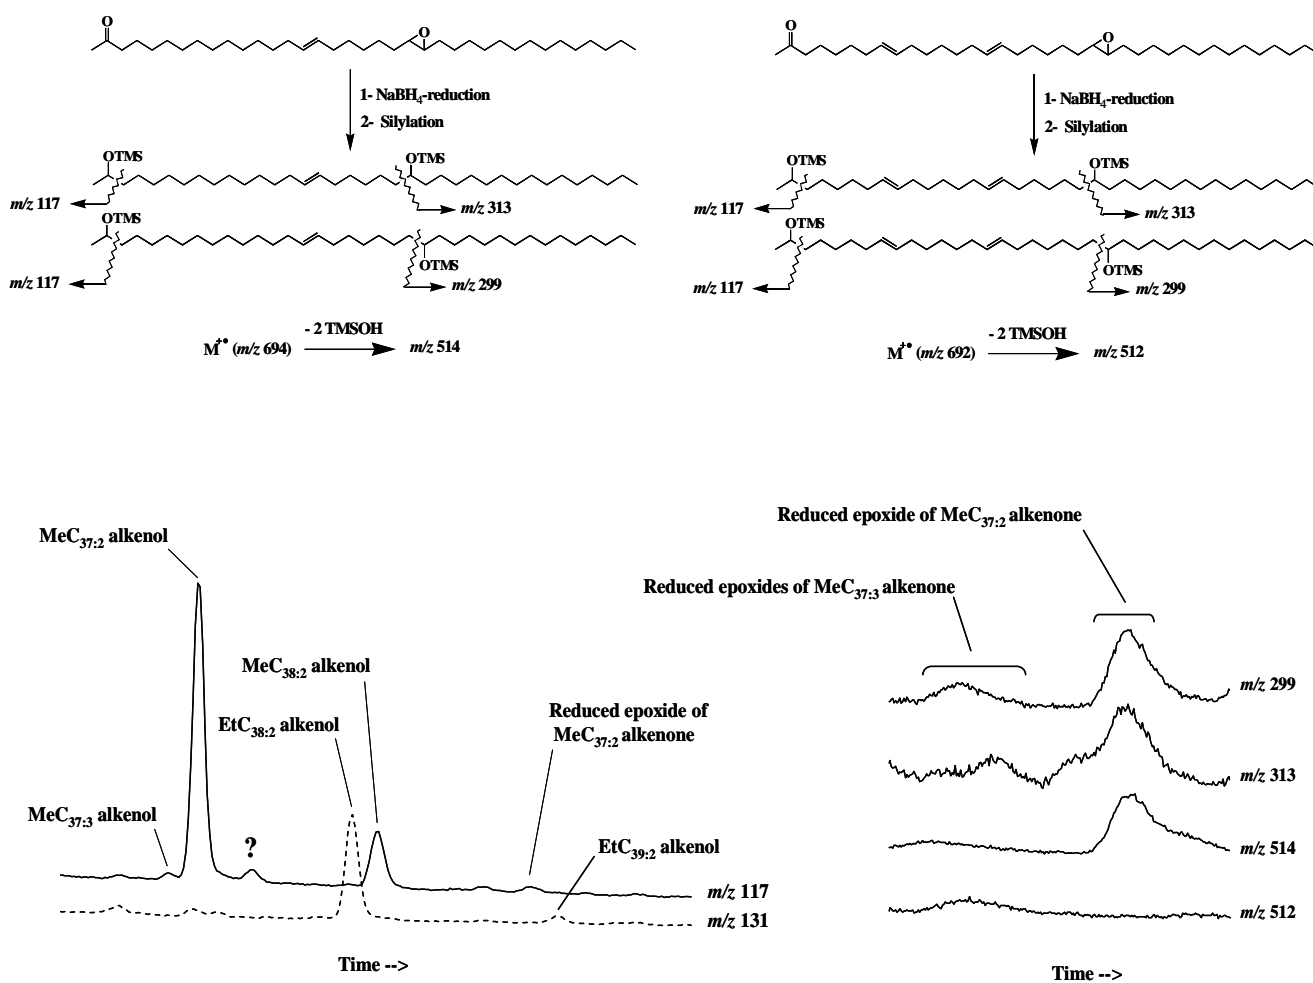 O
O
1- NaBH4-reduction
2- Silylation
OTMS
OTMS
m/z 117
m/z 313
OTMS
OTMS
m/z 117
m/z 299
M+• (m/z 694)
- 2 TMSOH
m/z 514
O
O
1- NaBH4-reduction
2- Silylation
OTMS
OTMS
m/z 117
m/z 313
OTMS
OTMS
m/z 117
m/z 299
M+• (m/z 692)
- 2 TMSOH
m/z 512
MeC37:2 alkenol
MeC38:2 alkenol
EtC38:2 alkenol
Reduced epoxide of
MeC37:2 alkenone
MeC37:3 alkenol
?
EtC39:2 alkenol
m/z 117
m/z 131
Time -->
Reduced epoxide of MeC37:2 alkenone
Reduced epoxides of MeC37:3 alkenone
m/z 299
m/z 313
m/z 514
m/z 512
Time -->